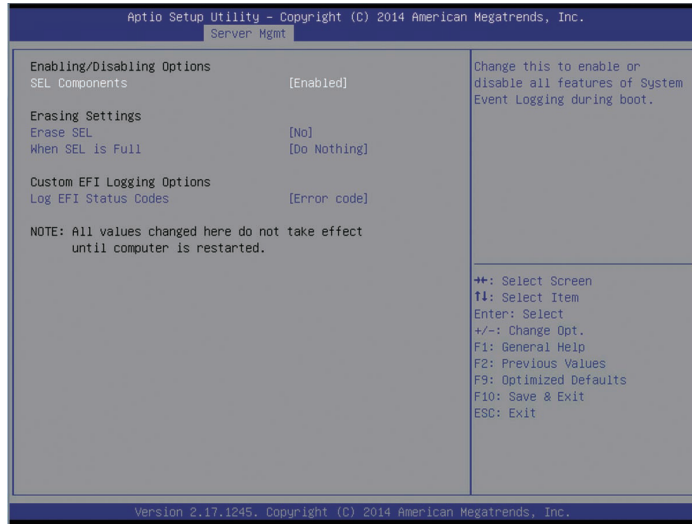 Aptio Setup Utility – Copyright (C) 2014 American Megatrends, Inc.
Server Mgmt
Enabling/Disabling Options
SEL Components [Enabled]
Erasing Settings
Erase SEL [No]
When SEL is Full [Do Nothing]
Custom EFI Logging Options
Log EFI Status Codes [Error code]
NOTE: All values changed here do not take effect
until computer is restarted.
Change this to enable or
disable all features of System
Event Logging during boot.
→←: Select Screen
↑↓: Select Item
Enter: Select
+/-: Change Opt.
F1: General Help
F2: Previous Values
F9: Optimized Defaults
F10: Save & Exit
ESC: Exit
Version 2.17.1245. Copyright (C) 2014 American Megatrends, Inc.